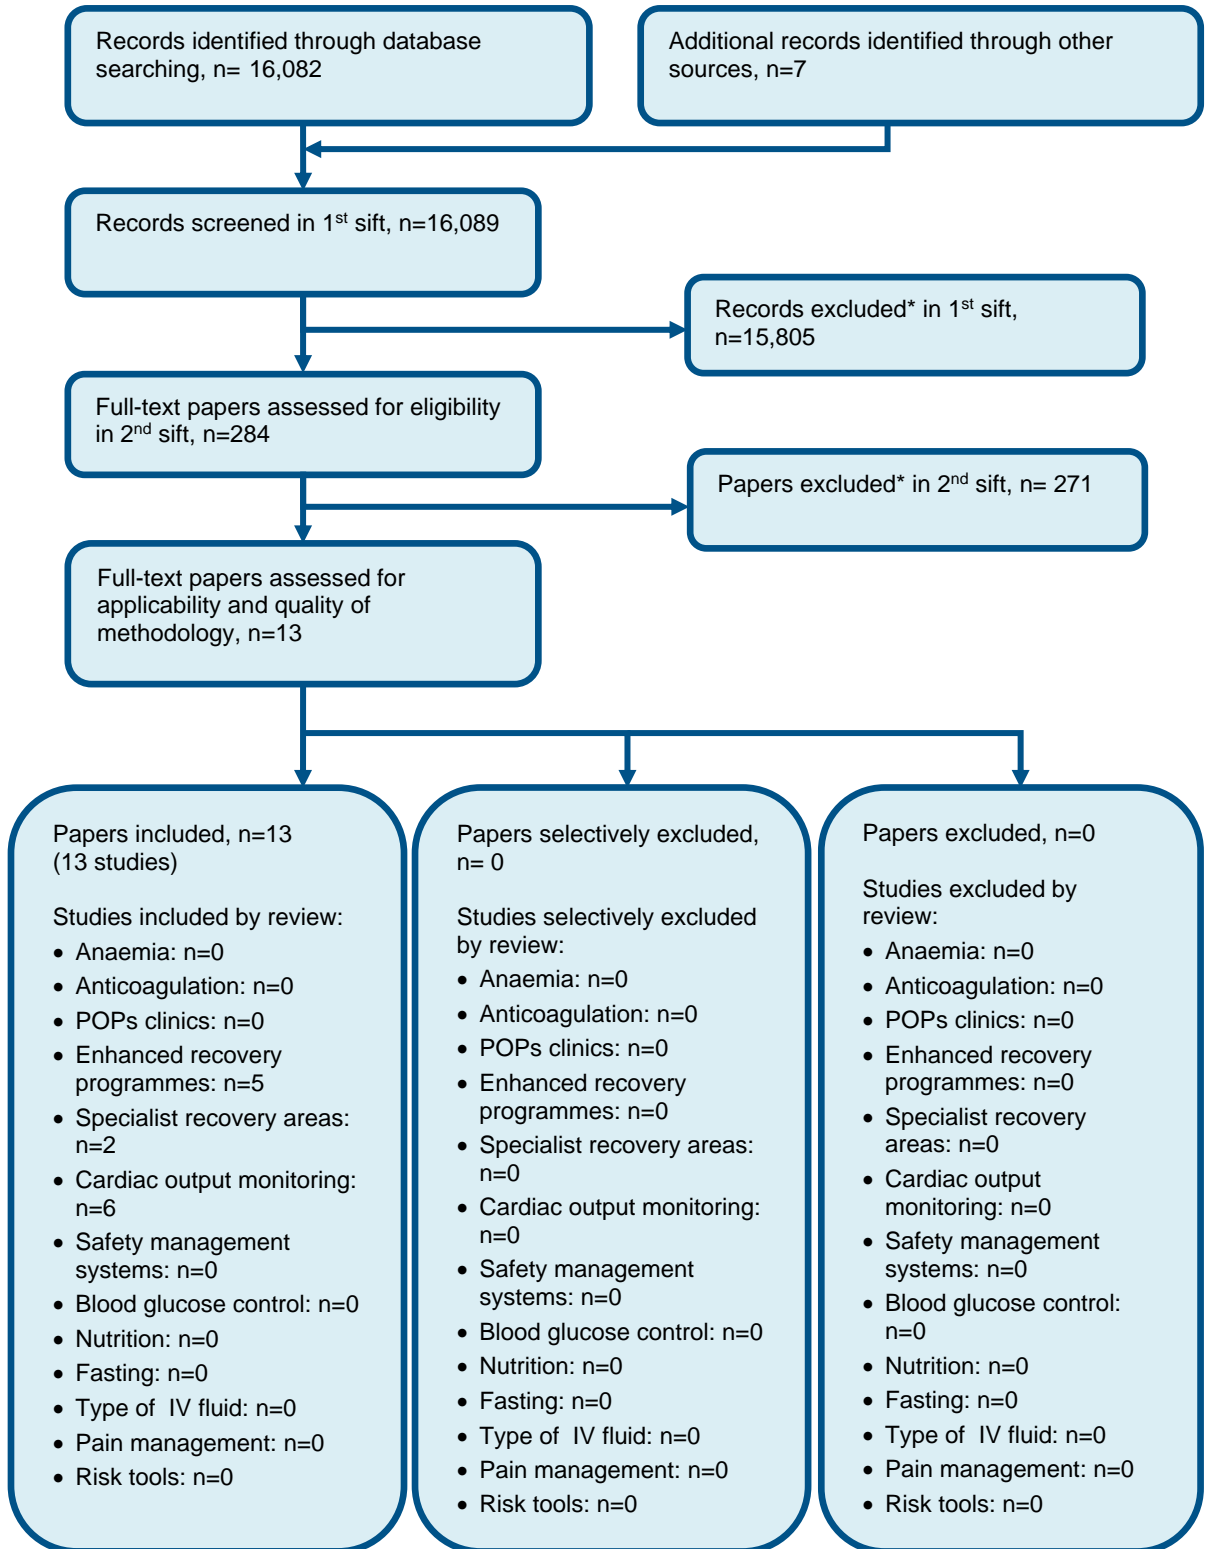 Records identified through database
searching, n= 16,082
Additional records identified through other
sources, n=7
Records screened in 1st sift, n=16,089
Records excluded* in 1st sift,
n=15,805
Full-text papers assessed for eligibility
in 2nd sift, n=284
Papers excluded* in 2nd sift, n= 271
Full-text papers assessed for
applicability and quality of
methodology, n=13
Papers included, n=13
(13 studies)
Studies included by review:
• Anaemia: n=0
• Anticoagulation: n=0
• POPs clinics: n=0
• Enhanced recovery
programmes: n=5
• Specialist recovery areas:
n=2
• Cardiac output monitoring:
n=6
• Safety management
systems: n=0
• Blood glucose control: n=0
• Nutrition: n=0
• Fasting: n=0
• Type of  IV fluid: n=0
• Pain management: n=0
• Risk tools: n=0
Papers selectively excluded,
n= 0
Studies selectively excluded
by review:
• Anaemia: n=0
• Anticoagulation: n=0
• POPs clinics: n=0
• Enhanced recovery
programmes: n=0
• Specialist recovery areas:
n=0
• Cardiac output monitoring:
n=0
• Safety management
systems: n=0
• Blood glucose control: n=0
• Nutrition: n=0
• Fasting: n=0
• Type of  IV fluid: n=0
• Pain management: n=0
• Risk tools: n=0
Papers excluded, n=0
Studies excluded by
review:
• Anaemia: n=0
• Anticoagulation: n=0
• POPs clinics: n=0
• Enhanced recovery
programmes: n=0
• Specialist recovery
areas: n=0
• Cardiac output
monitoring: n=0
• Safety management
systems: n=0
• Blood glucose control:
n=0
• Nutrition: n=0
• Fasting: n=0
• Type of  IV fluid: n=0
• Pain management: n=0
• Risk tools: n=0